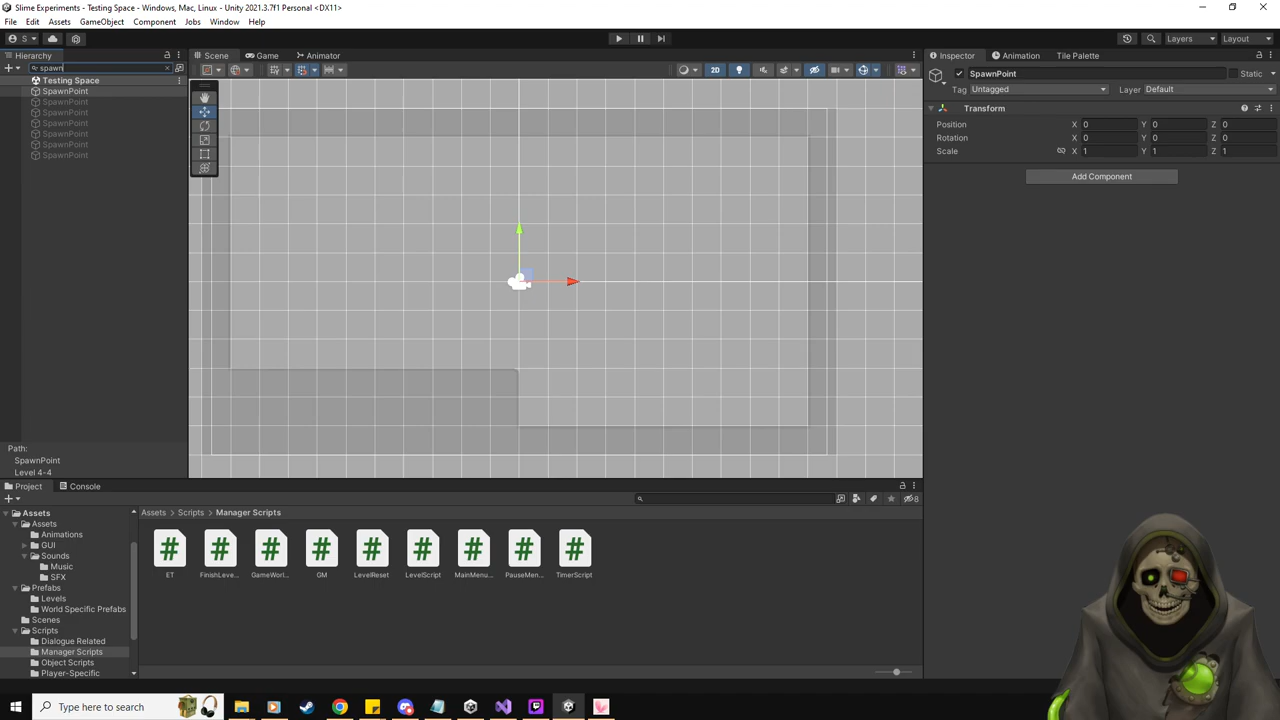 Slime Experiments - Testing Space - Windows, Mac, Linux - Unity 2021.3.7f1 Personal <DX11>
File Edit Assets GameObject Component Jobs Window Help
S Layers Layout
Hierarchy Scene Game Animator Inspector Animation Tile Palette
spawn
Testing Space
SpawnPoint
SpawnPoint
SpawnPoint
SpawnPoint
SpawnPoint
SpawnPoint
SpawnPoint
2D
SpawnPoint Static
Tag Untagged Layer Default
Transform
Position X 0 Y 0 Z 0
Rotation X 0 Y 0 Z 0
Scale X 1 Y 1 Z 1
Add Component
Path:
SpawnPoint
Level 4-4
Project Console
8
Assets
Assets
Animations
GUI
Sounds
Music
SFX
Prefabs
Levels
World Specific Prefabs
Scenes
Scripts
Dialogue Related
Manager Scripts
Object Scripts
Player-Specific
Assets Scripts Manager Scripts
ET FinishLeve... GameWorl... GM LevelReset LevelScript MainMenu... PauseMen... TimerScript
Type here to search